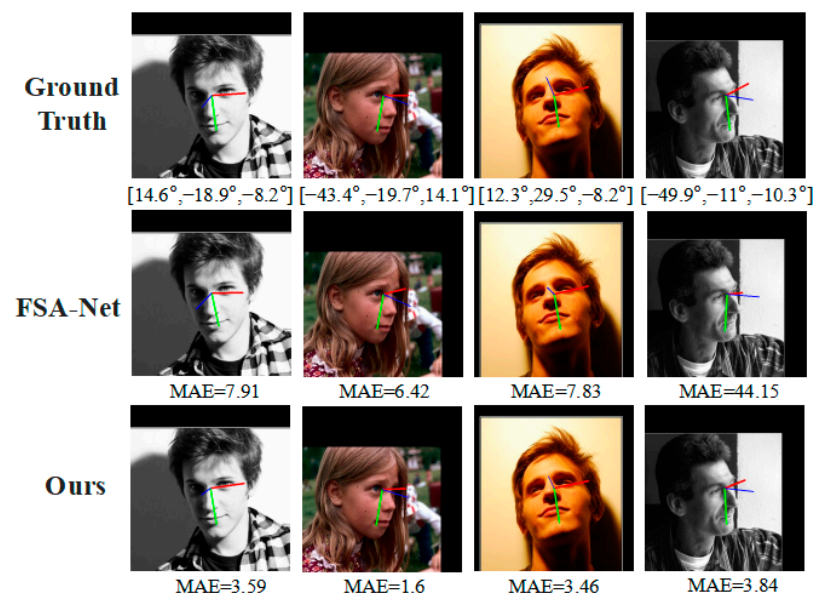 Ground
Truth
[14.6°,−18.9°,−8.2°] [−43.4°,−19.7,14.1°] [12.3°,29.5°,−8.2°] [−49.9°,−11°,−10.3°]
FSA-Net
MAE=7.91 MAE=6.42 MAE=7.83 MAE=44.15
Ours
MAE=3.59 MAE=1.6 MAE=3.46 MAE=3.84